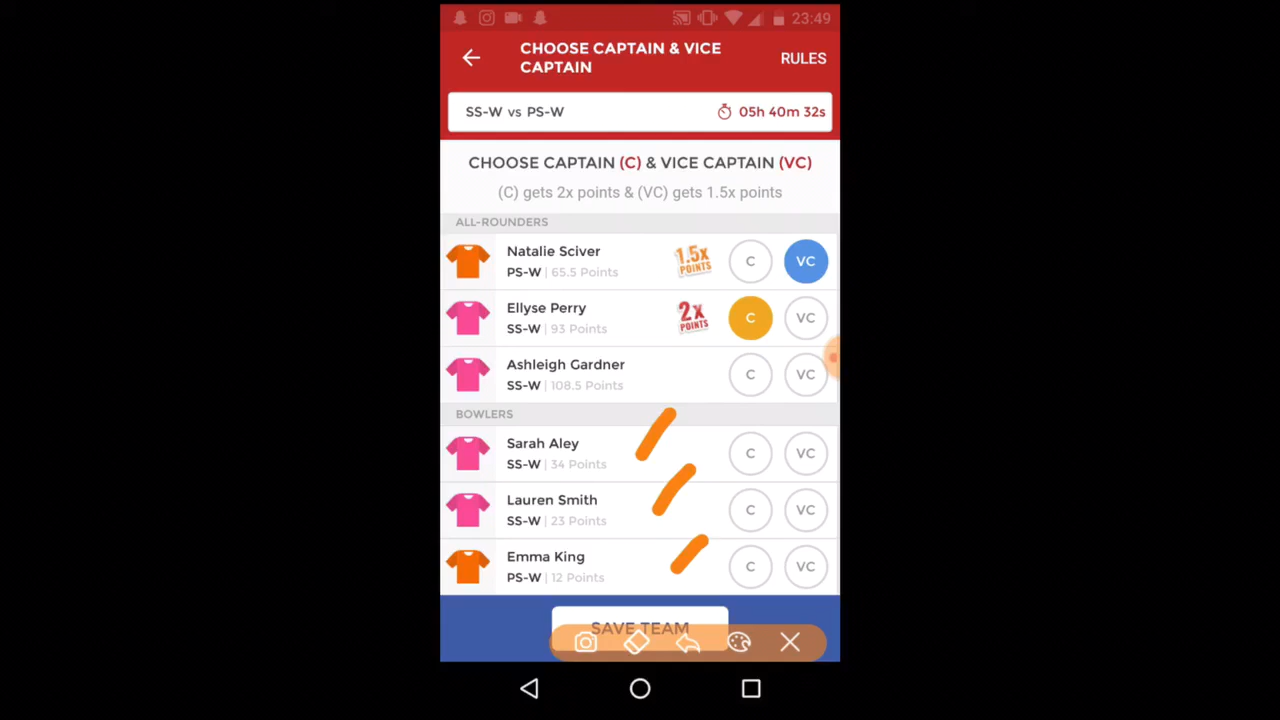 23:49
CHOOSE CAPTAIN & VICE
CAPTAIN
RULES
SS-W vs PS-W
05h 40m 32s
CHOOSE CAPTAIN (C) & VICE CAPTAIN (VC)
(C) gets 2x points & (VC) gets 1.5x points
ALL-ROUNDERS
Natalie Sciver
PS-W | 65.5 Points
1.5x
POINTS
C
VC
Ellyse Perry
SS-W | 93 Points
2x
POINTS
C
VC
Ashleigh Gardner
SS-W | 108.5 Points
C
VC
BOWLERS
Sarah Aley
SS-W | 34 Points
C
VC
Lauren Smith
SS-W | 23 Points
C
VC
Emma King
PS-W | 12 Points
C
VC
SAVE TEAM